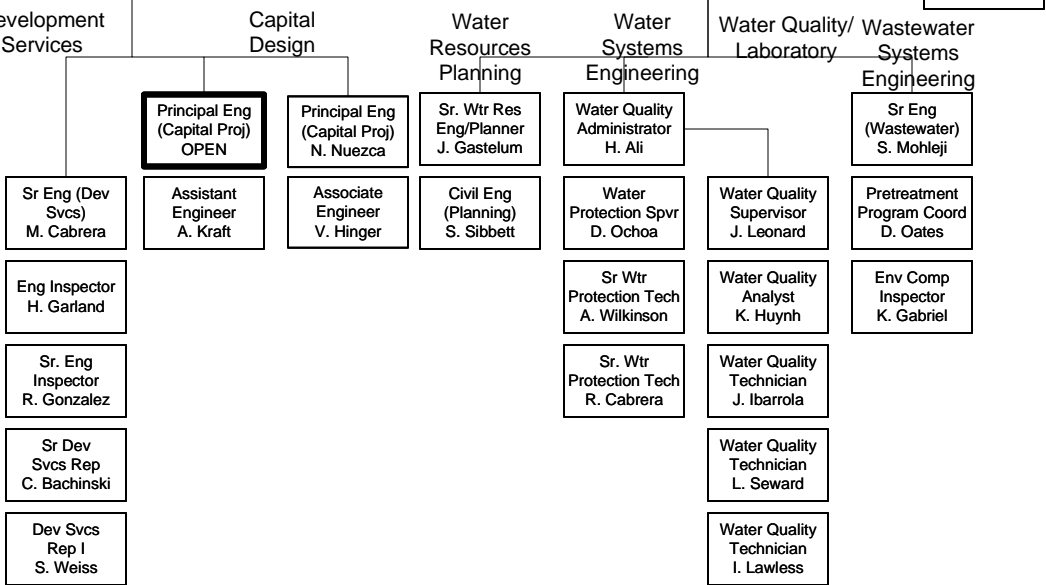 evelopment
Services
Capital
Design
Water
Resources
Planning
Water
Systems
Engineering
Water Quality/
Laboratory
Wastewater
Systems
Engineering
Principal Eng
(Capital Proj)
OPEN
Principal Eng
(Capital Proj)
N. Nuezca
Sr. Wtr Res
Eng/Planner
J. Gastelum
Water Quality
Administrator
H. Ali
Sr Eng
(Wastewater)
S. Mohleji
Sr Eng (Dev
Svcs)
M. Cabrera
Assistant
Engineer
A. Kraft
Associate
Engineer
V. Hinger
Civil Eng
(Planning)
S. Sibbett
Water
Protection Spvr
D. Ochoa
Water Quality
Supervisor
J. Leonard
Pretreatment
Program Coord
D. Oates
Eng Inspector
H. Garland
Sr Wtr
Protection Tech
A. Wilkinson
Water Quality
Analyst
K. Huynh
Env Comp
Inspector
K. Gabriel
Sr. Eng
Inspector
R. Gonzalez
Sr. Wtr
Protection Tech
R. Cabrera
Water Quality
Technician
J. Ibarrola
Sr Dev
Svcs Rep
C. Bachinski
Water Quality
Technician
L. Seward
Dev Svcs
Rep I
S. Weiss
Water Quality
Technician
I. Lawless